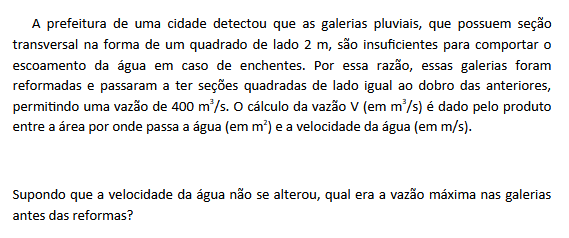 A prefeitura de uma cidade detectou que as galerias pluviais, que possuem seção
transversal na forma de um quadrado de lado 2 m, são insuficientes para comportar o
escoamento da água em caso de enchentes. Por essa razão, essas galerias foram
reformadas e passaram a ter seções quadradas de lado igual ao dobro das anteriores,
permitindo uma vazão de 400 m³/s. O cálculo da vazão V (em m³/s) é dado pelo produto
entre a área por onde passa a água (em m²) e a velocidade da água (em m/s).
Supondo que a velocidade da água não se alterou, qual era a vazão máxima nas galerias
antes das reformas?